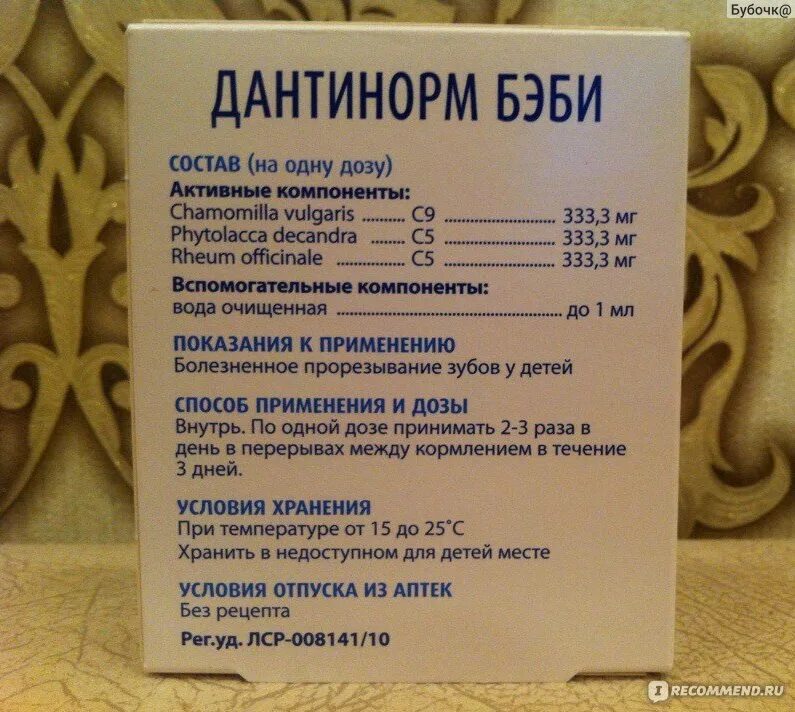 Бубочк@
ДАНТИНОРМ БЭБИ
СОСТАВ (на одну дозу)
Активные компоненты:
Chamomilla vulgaris ......... C9 ...................... 333,3 мг
Phytolacca decandra ....... C5 ...................... 333,3 мг
Rheum officinale .............. C5 ...................... 333,3 мг
Вспомогательные компоненты:
вода очищенная ............................................. до 1 мл
ПОКАЗАНИЯ К ПРИМЕНЕНИЮ
Болезненное прорезывание зубов у детей
СПОСОБ ПРИМЕНЕНИЯ И ДОЗЫ
Внутрь. По одной дозе принимать 2-3 раза в
день в перерывах между кормлением в течение
3 дней.
УСЛОВИЯ ХРАНЕНИЯ
При температуре от 15 до 25˚С
Хранить в недоступном для детей месте
УСЛОВИЯ ОТПУСКА ИЗ АПТЕК
Без рецепта
Рег.уд. ЛСР-008141/10
I RECOMMEND.RU